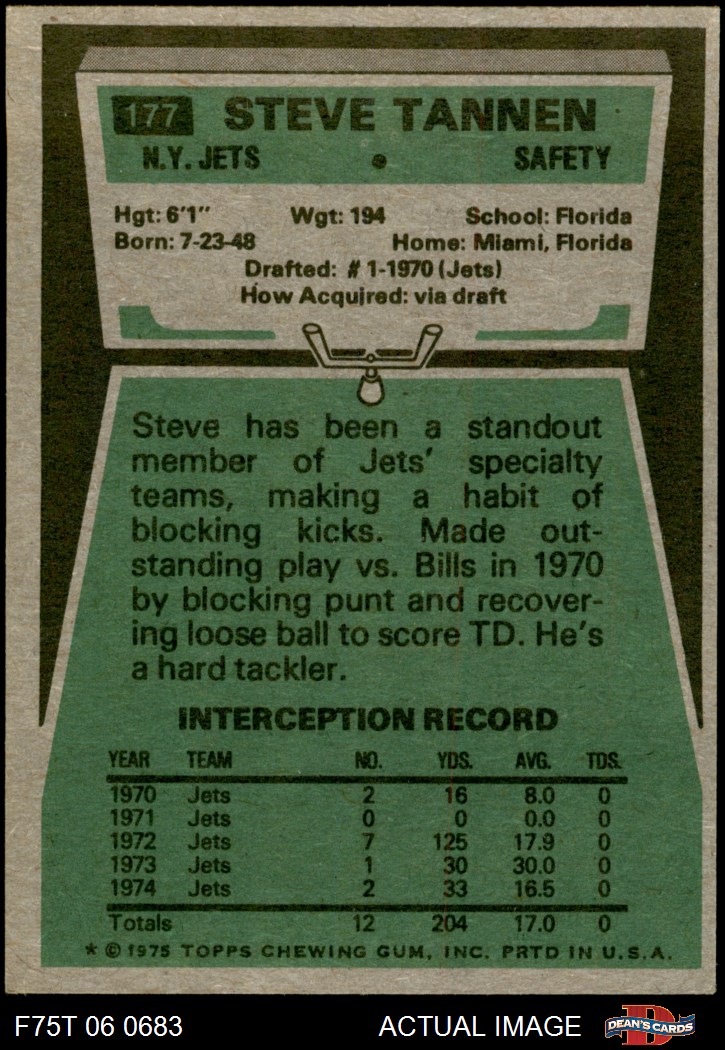 177 STEVE TANNEN
N.Y. JETS • SAFETY
Hgt: 6'1" Wgt: 194 School: Florida
Born: 7-23-48 Home: Miami, Florida
Drafted: # 1-1970 (Jets)
How Acquired: via draft
Steve has been a standout
member of Jets' specialty
teams, making a habit of
blocking kicks. Made out-
standing play vs. Bills in 1970
by blocking punt and recover-
ing loose ball to score TD. He's
a hard tackler.
INTERCEPTION RECORD
YEAR TEAM NO. YDS. AVG. TDS.
1970 Jets 2 16 8.0 0
1971 Jets 0 0 0.0 0
1972 Jets 7 125 17.9 0
1973 Jets 1 30 30.0 0
1974 Jets 2 33 16.5 0
Totals 12 204 17.0 0
* © 1975 TOPPS CHEWING GUM, INC. PRTD IN U.S.A.
F75T 06 0683 ACTUAL IMAGE D DEAN'S CARDS